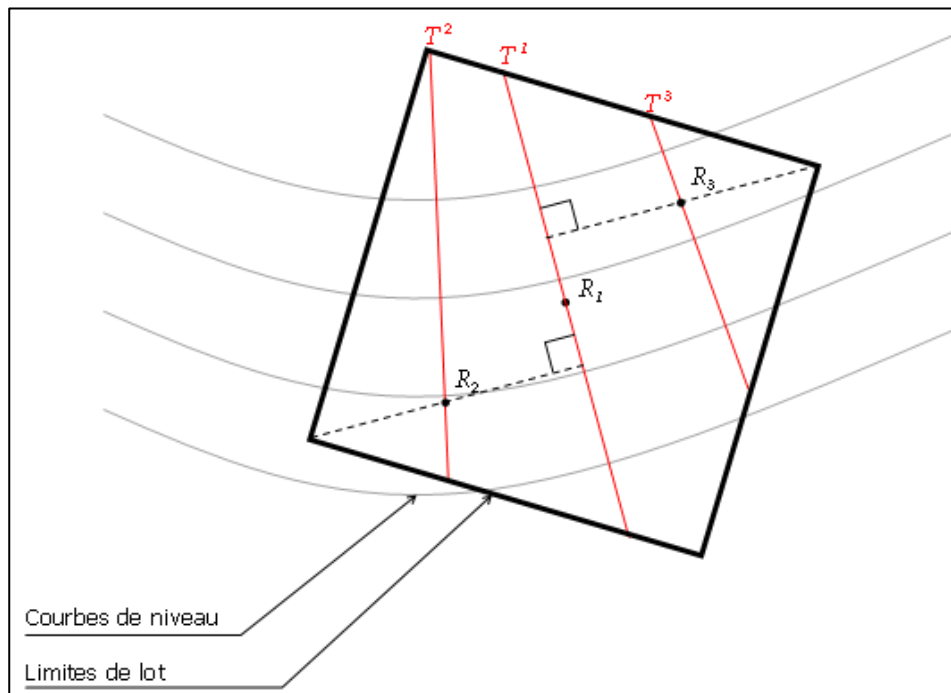 T²
T¹
T³
R₃
R₁
R₂
Courbes de niveau
Limites de lot